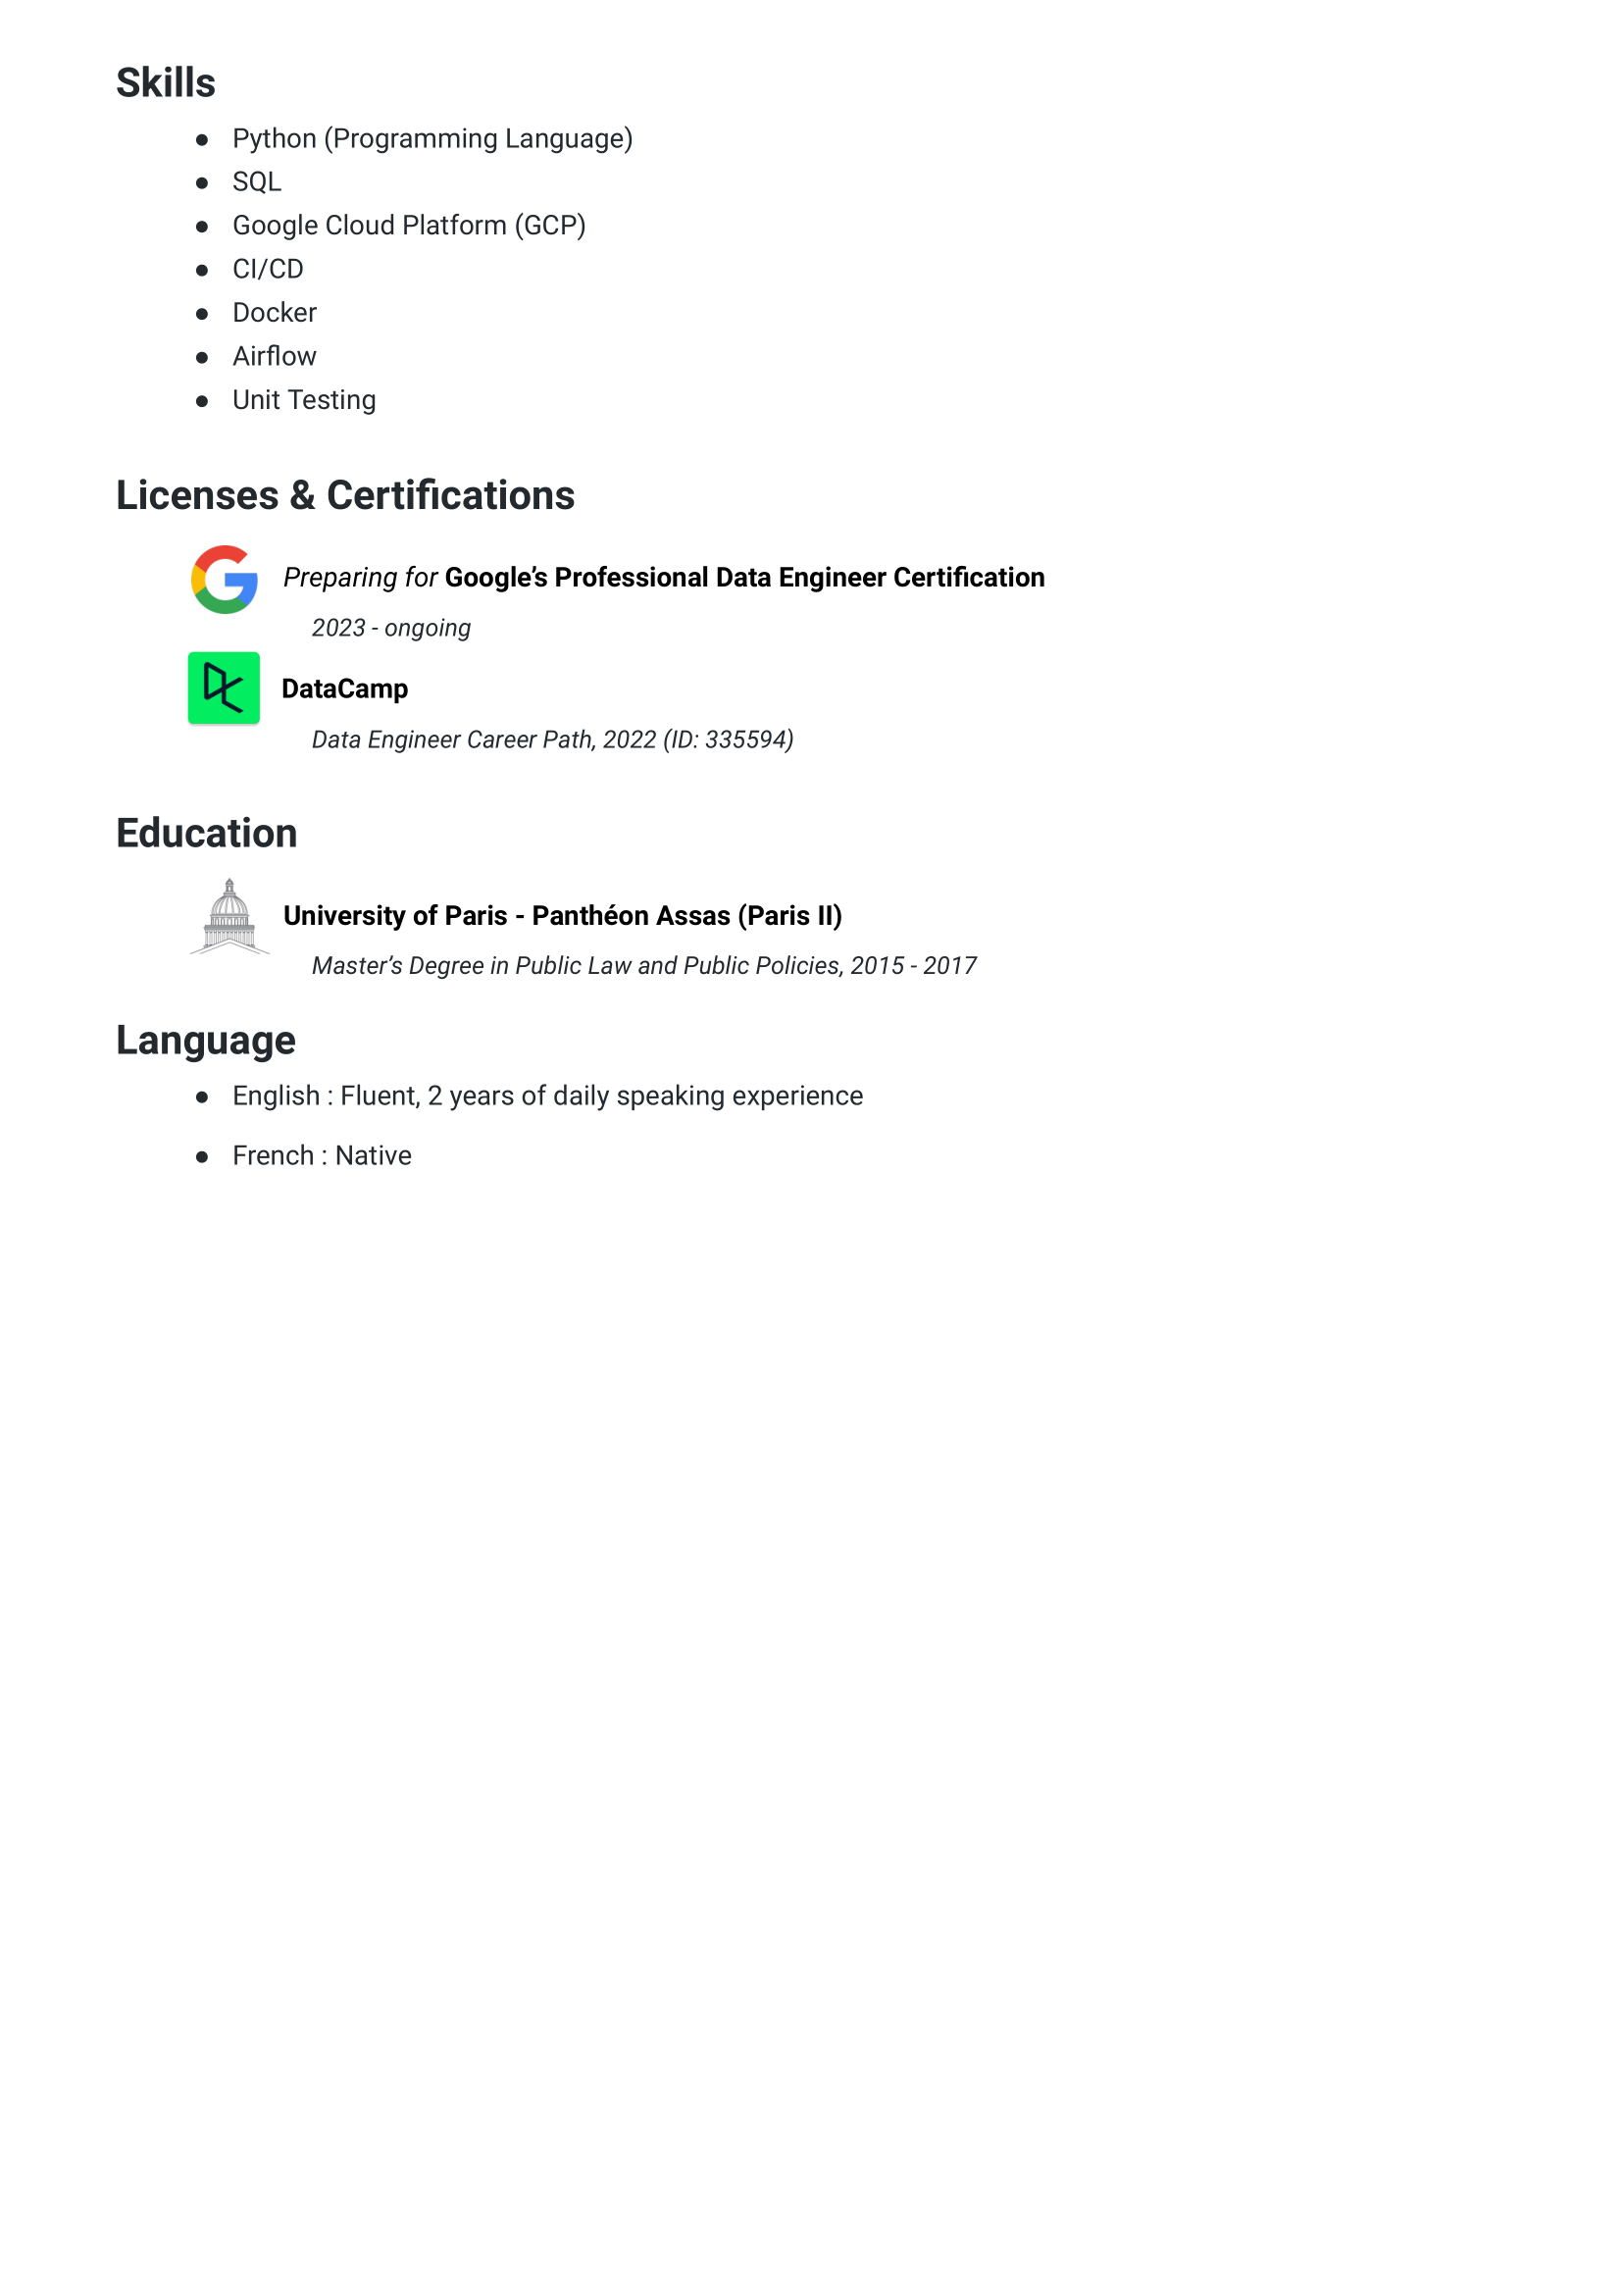 Skills
● Python (Programming Language)
● SQL
● Google Cloud Platform (GCP)
● CI/CD
● Docker
● Airflow
● Unit Testing
Licenses & Certifications
Preparing for Google’s Professional Data Engineer Certification
2023 - ongoing
DataCamp
Data Engineer Career Path, 2022 (ID: 335594)
Education
University of Paris - Panthéon Assas (Paris II)
Master’s Degree in Public Law and Public Policies, 2015 - 2017
Language
● English : Fluent, 2 years of daily speaking experience
● French : Native